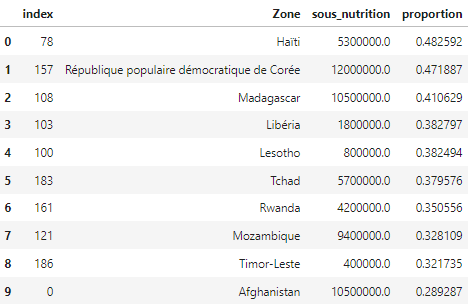 index Zone sous_nutrition proportion
0 78 Haïti 5300000.0 0.482592
1 157 République populaire démocratique de Corée 12000000.0 0.471887
2 108 Madagascar 10500000.0 0.410629
3 103 Libéria 1800000.0 0.382797
4 100 Lesotho 800000.0 0.382494
5 183 Tchad 5700000.0 0.379576
6 161 Rwanda 4200000.0 0.350556
7 121 Mozambique 9400000.0 0.328109
8 186 Timor-Leste 400000.0 0.321735
9 0 Afghanistan 10500000.0 0.289287